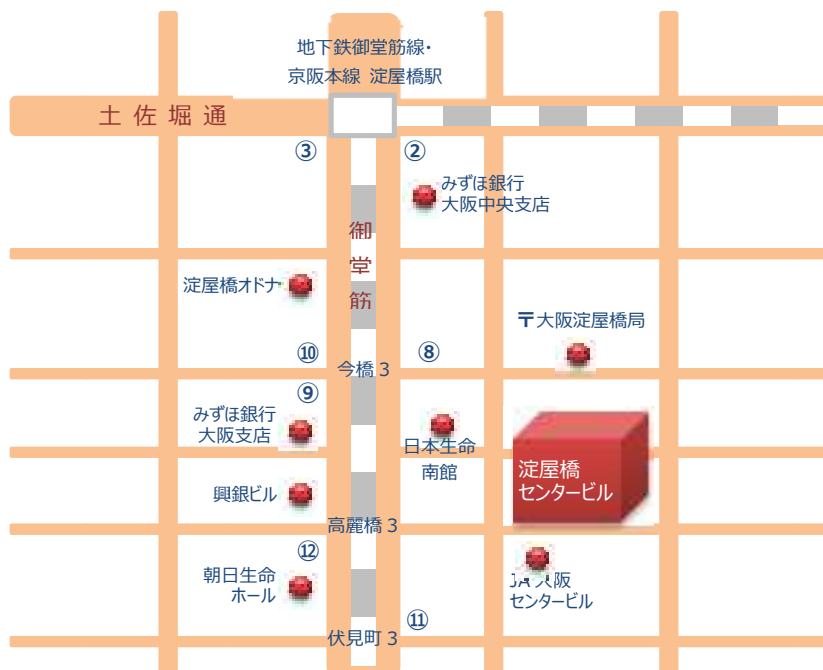 地下鉄御堂筋線・
京阪本線 淀屋橋駅
土佐堀通
③
②
みずほ銀行
大阪中央支店
御堂筋
淀屋橋オドナ
〒大阪淀屋橋局
⑩
⑧
今橋3
⑨
みずほ銀行
大阪支店
日本生命
南館
淀屋橋
センタービル
興銀ビル
高麗橋3
⑫
朝日生命
ホール
JA大阪
センタービル
⑪
伏見町3